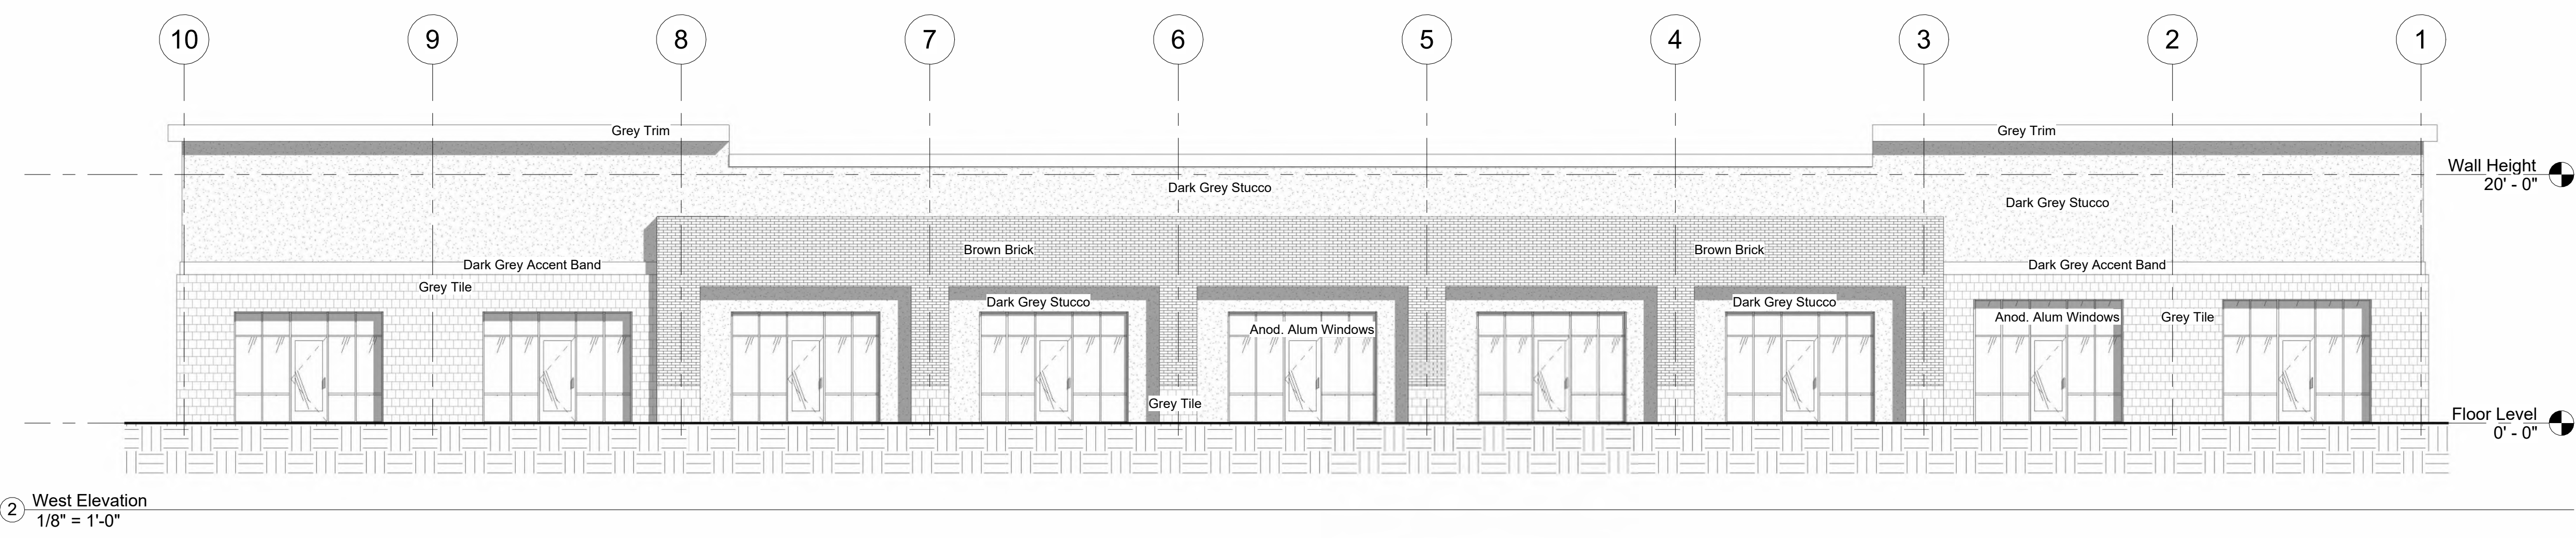 10 9 8 7 6 5 4 3 2 1
Grey Trim
Grey Trim
Wall Height
20' - 0"
Dark Grey Stucco
Dark Grey Stucco
Brown Brick
Brown Brick
Dark Grey Accent Band
Dark Grey Accent Band
Grey Tile
Dark Grey Stucco
Dark Grey Stucco
Anod. Alum Windows
Anod. Alum Windows
Grey Tile
Grey Tile
Floor Level
0' - 0"
2
West Elevation
1/8" = 1'-0"